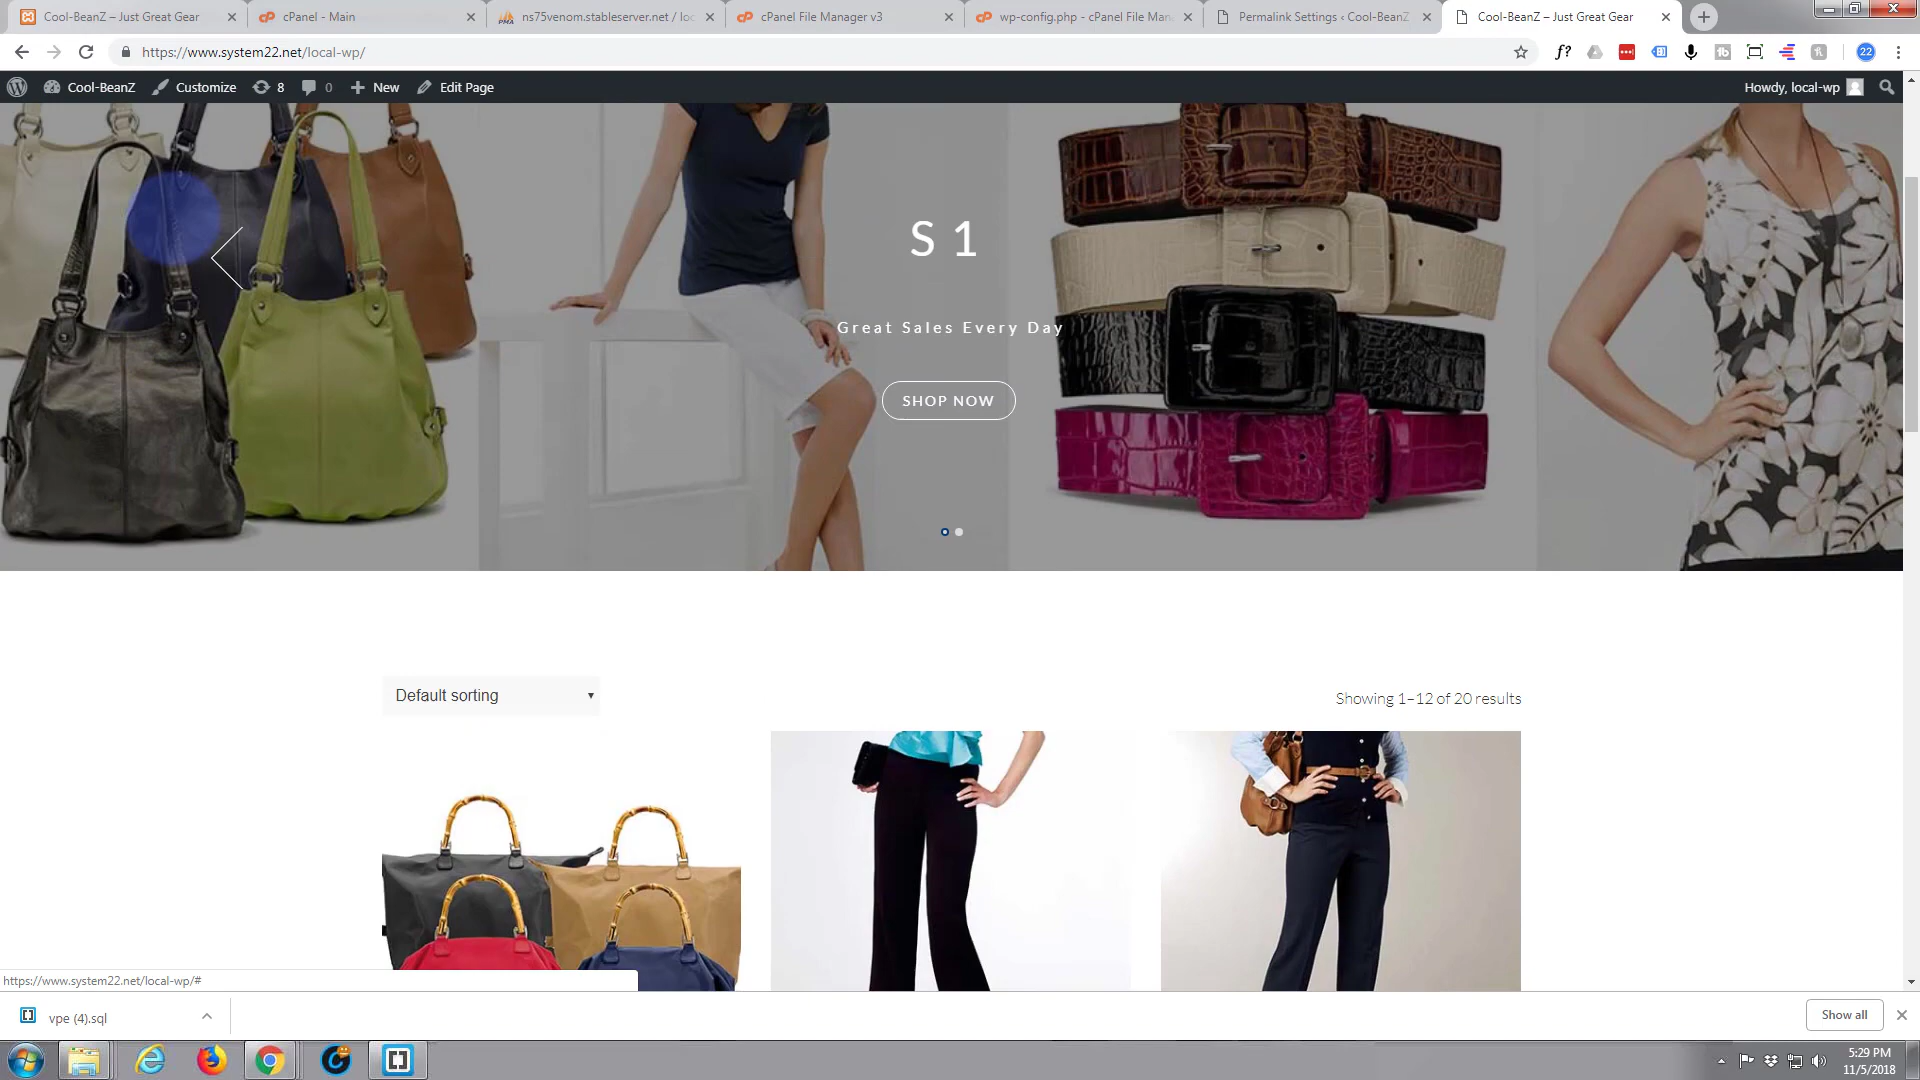 Cool-BeanZ – Just Great Gear
cPanel - Main
ns75venom.stableserver.net / loc
cPanel File Manager v3
wp-config.php - cPanel File Man
Permalink Settings ‹ Cool-BeanZ
Cool-BeanZ – Just Great Gear
https://www.system22.net/local-wp/
f?
22
Cool-BeanZ
Customize
8
0
New
Edit Page
Howdy, local-wp
S 1
Great Sales Every Day
SHOP NOW
Default sorting
Showing 1–12 of 20 results
https://www.system22.net/local-wp/#
vpe (4).sql
Show all
5:29 PM
11/5/2018